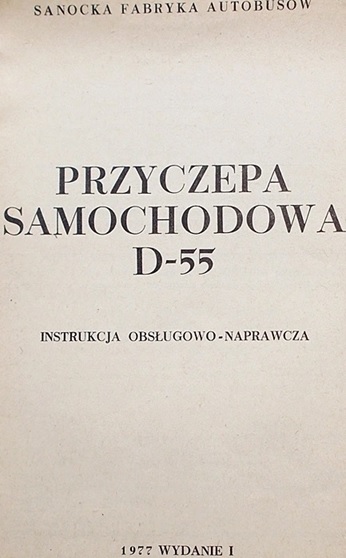 SANOCKA FABRYKA AUTOBUSÓW
PRZYCZEPA
SAMOCHODOWA
D-55
INSTRUKCJA OBSŁUGOWO-NAPRAWCZA
1977 WYDANIE I